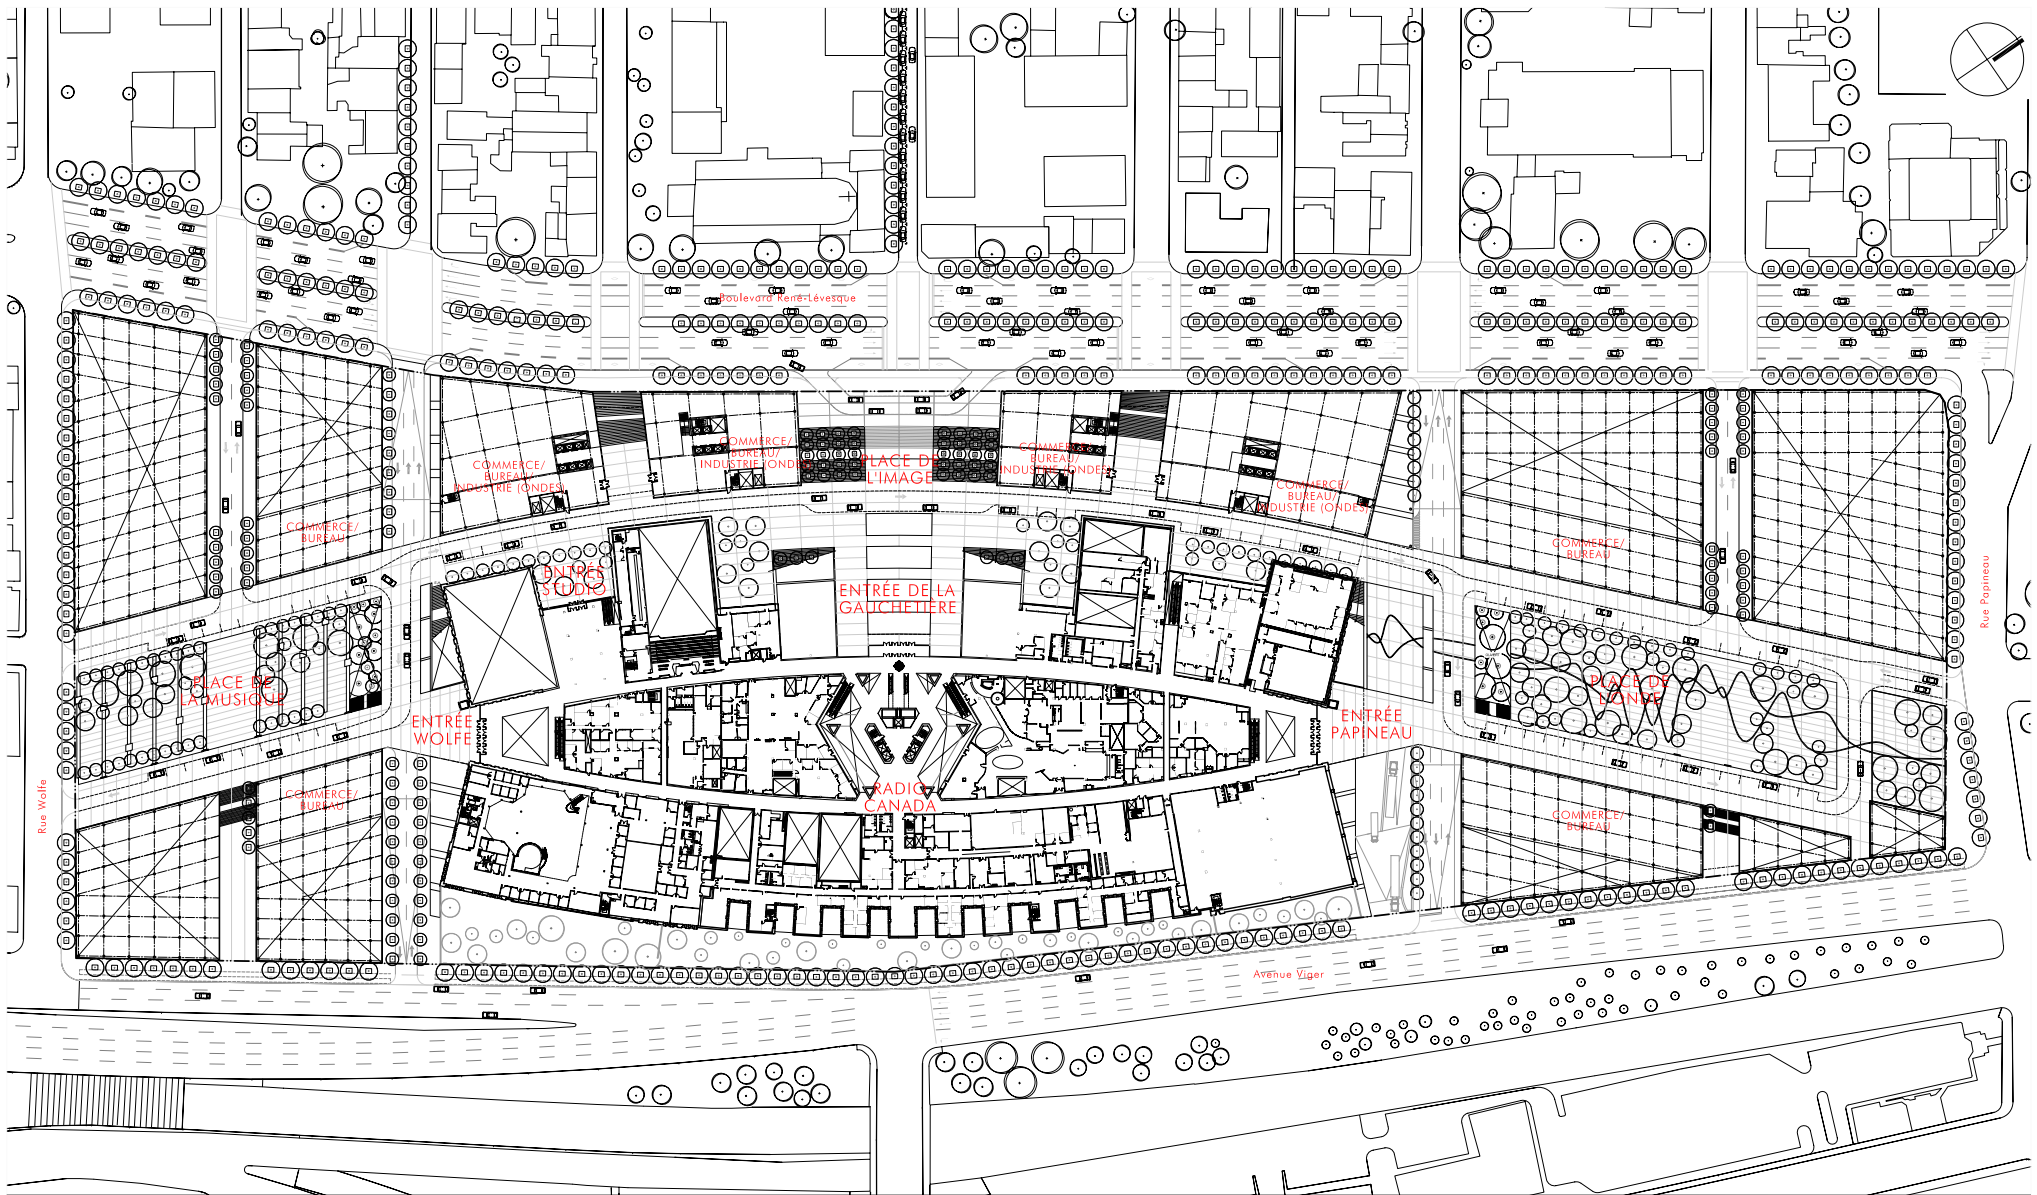 Boulevard René-Lévesque
COMMERCE/
BUREAU/
INDUSTRIE (ONDES)
COMMERCE/
BUREAU/
INDUSTRIE (ONDES)
PLACE DE
L'IMAGE
COMMERCE/
BUREAU/
INDUSTRIE (ONDES)
COMMERCE/
BUREAU/
INDUSTRIE (ONDES)
COMMERCE/
BUREAU
COMMERCE/
BUREAU
ENTRÉE
STUDIO
ENTRÉE DE LA
GAUCHETIÈRE
Rue Papineau
PLACE DE
LA MUSIQUE
PLACE DE
L'ONDE
ENTRÉE
WOLFE
ENTRÉE
PAPINEAU
RADIO
CANADA
COMMERCE/
BUREAU
COMMERCE/
BUREAU
Rue Wolfe
Avenue Viger